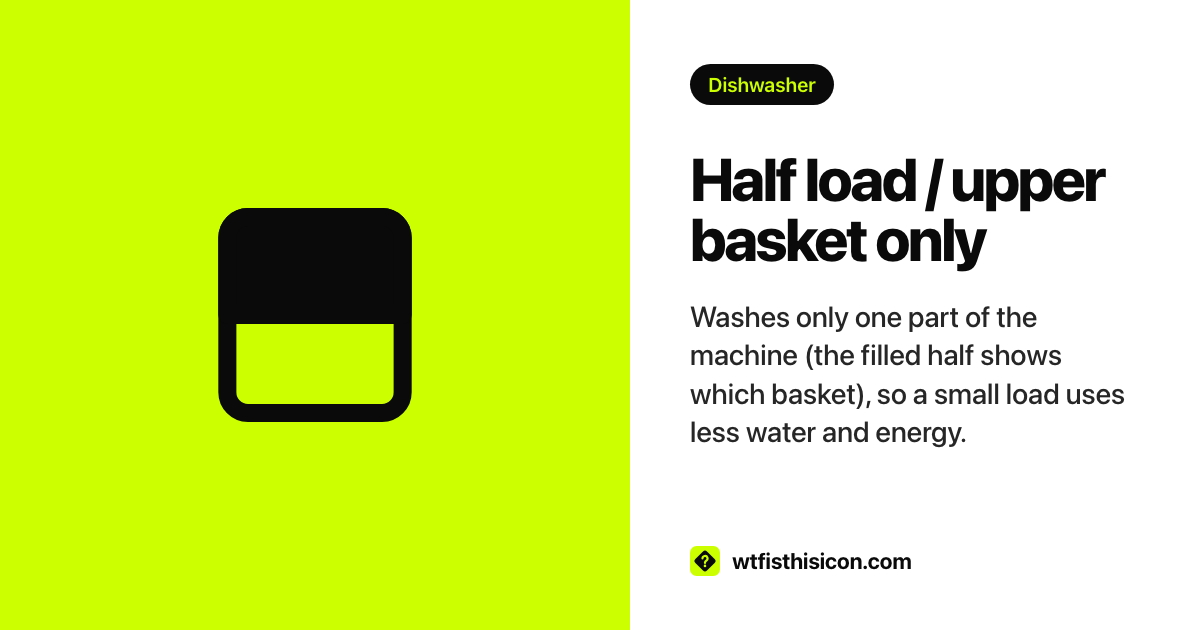 Dishwasher
Half load / upper
basket only
Washes only one part of the
machine (the filled half shows
which basket), so a small load uses
less water and energy.
?
wtfisthisicon.com